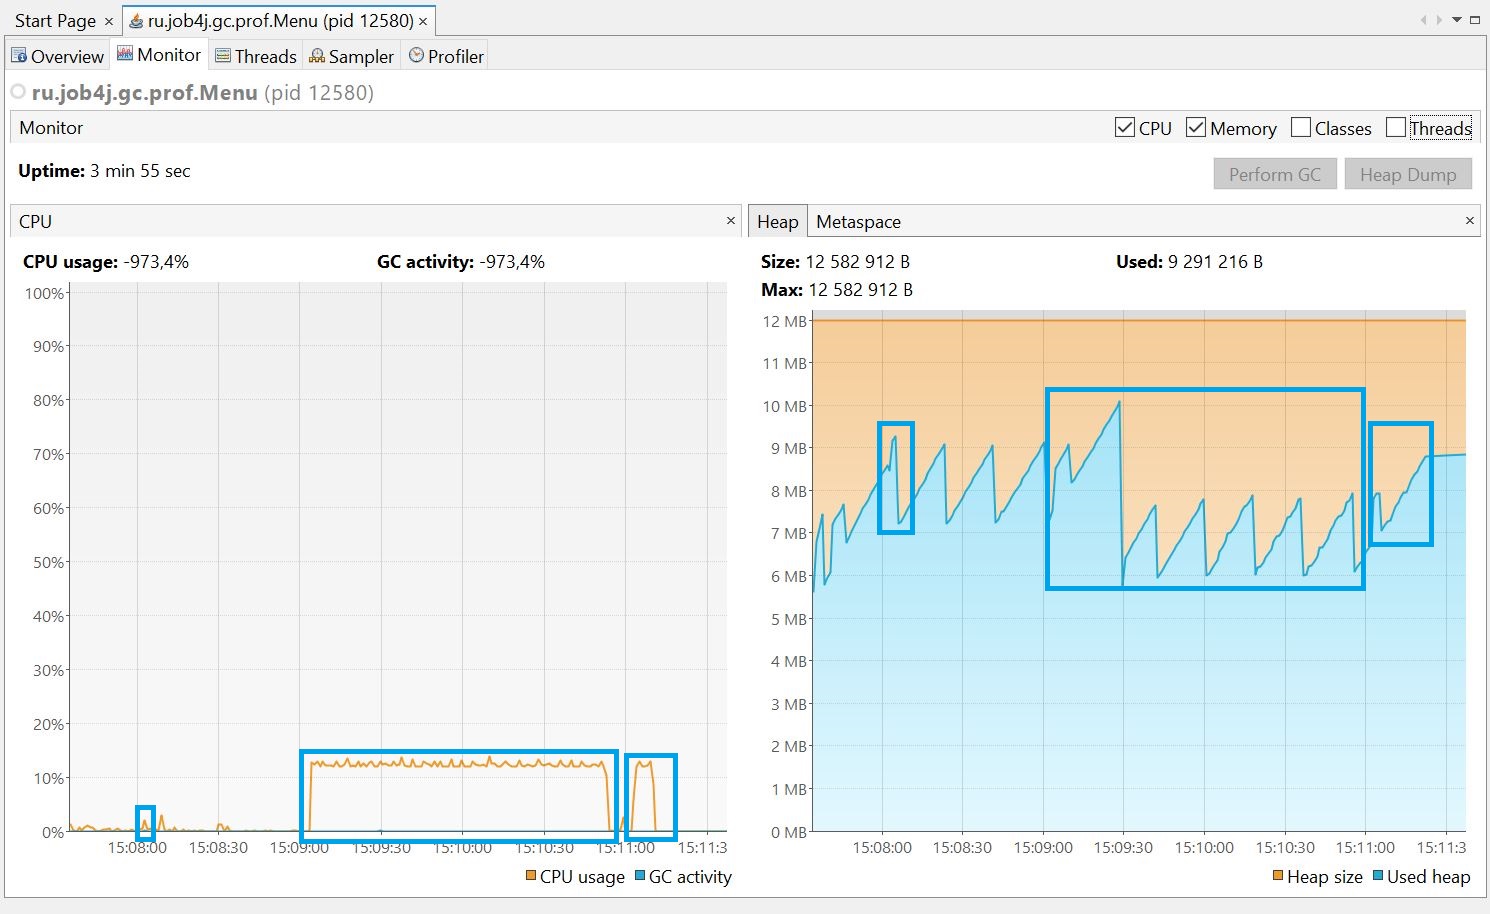 Start Page × ru.job4j.gc.prof.Menu (pid 12580) ×
Overview Monitor Threads Sampler Profiler
ru.job4j.gc.prof.Menu (pid 12580)
Monitor CPU Memory Classes Threads
Uptime: 3 min 55 sec
Perform GC Heap Dump
CPU ×
CPU usage: -973,4% GC activity: -973,4%
100%
90%
80%
70%
60%
50%
40%
30%
20%
10%
0%
15:08:00 15:08:30 15:09:00 15:09:30 15:10:00 15:10:30 15:11:00 15:11:3
CPU usage GC activity
Heap Metaspace ×
Size: 12 582 912 B Used: 9 291 216 B
Max: 12 582 912 B
12 MB
11 MB
10 MB
9 MB
8 MB
7 MB
6 MB
5 MB
4 MB
3 MB
2 MB
1 MB
0 MB
15:08:00 15:08:30 15:09:00 15:09:30 15:10:00 15:10:30 15:11:00 15:11:3
Heap size Used heap